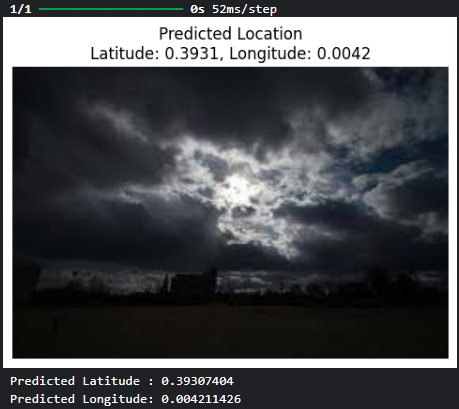 1/1 ━━━━━━━━━━━━━━━━━━━━ 0s 52ms/step
Predicted Location
Latitude: 0.3931, Longitude: 0.0042
Predicted Latitude : 0.39307404
Predicted Longitude: 0.004211426